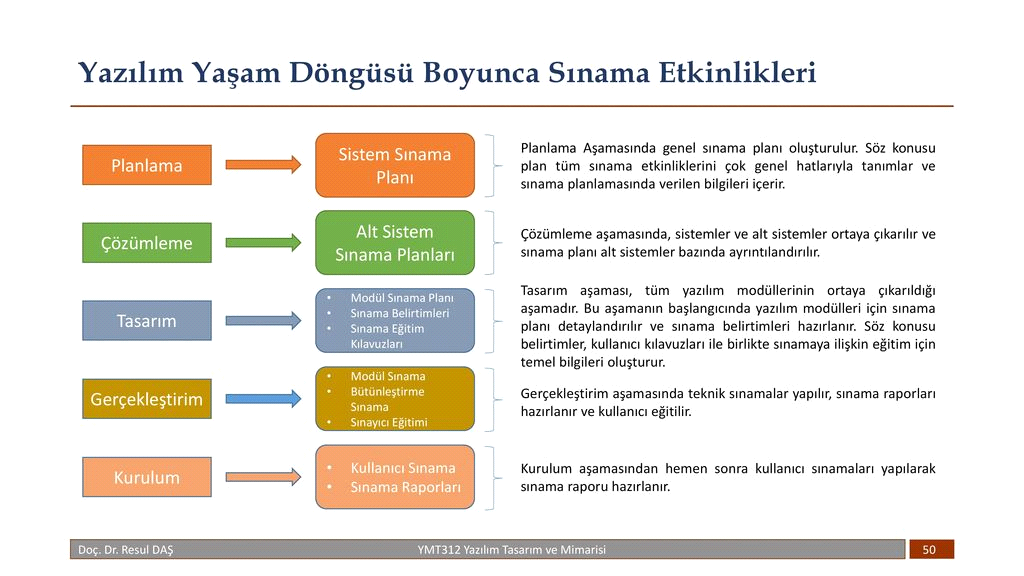 Yazılım Yaşam Döngüsü Boyunca Sınama Etkinlikleri
Planlama
Sistem Sınama
Planı
Planlama Aşamasında genel sınama planı oluşturulur. Söz konusu
plan tüm sınama etkinliklerini çok genel hatlarıyla tanımlar ve
sınama planlamasında verilen bilgileri içerir.
Çözümleme
Alt Sistem
Sınama Planları
Çözümleme aşamasında, sistemler ve alt sistemler ortaya çıkarılır ve
sınama planı alt sistemler bazında ayrıntılandırılır.
Tasarım
• Modül Sınama Planı
• Sınama Belirtimleri
• Sınama Eğitim
Kılavuzları
Tasarım aşaması, tüm yazılım modüllerinin ortaya çıkarıldığı
aşamadır. Bu aşamanın başlangıcında yazılım modülleri için sınama
planı detaylandırılır ve sınama belirtimleri hazırlanır. Söz konusu
belirtimler, kullanıcı kılavuzları ile birlikte sınamaya ilişkin eğitim için
temel bilgileri oluşturur.
Gerçekleştirim
• Modül Sınama
• Bütünleştirme
Sınama
• Sınayıcı Eğitimi
Gerçekleştirim aşamasında teknik sınamalar yapılır, sınama raporları
hazırlanır ve kullanıcı eğitilir.
Kurulum
• Kullanıcı Sınama
• Sınama Raporları
Kurulum aşamasından hemen sonra kullanıcı sınamaları yapılarak
sınama raporu hazırlanır.
Doç. Dr. Resul DAŞ
YMT312 Yazılım Tasarım ve Mimarisi
50